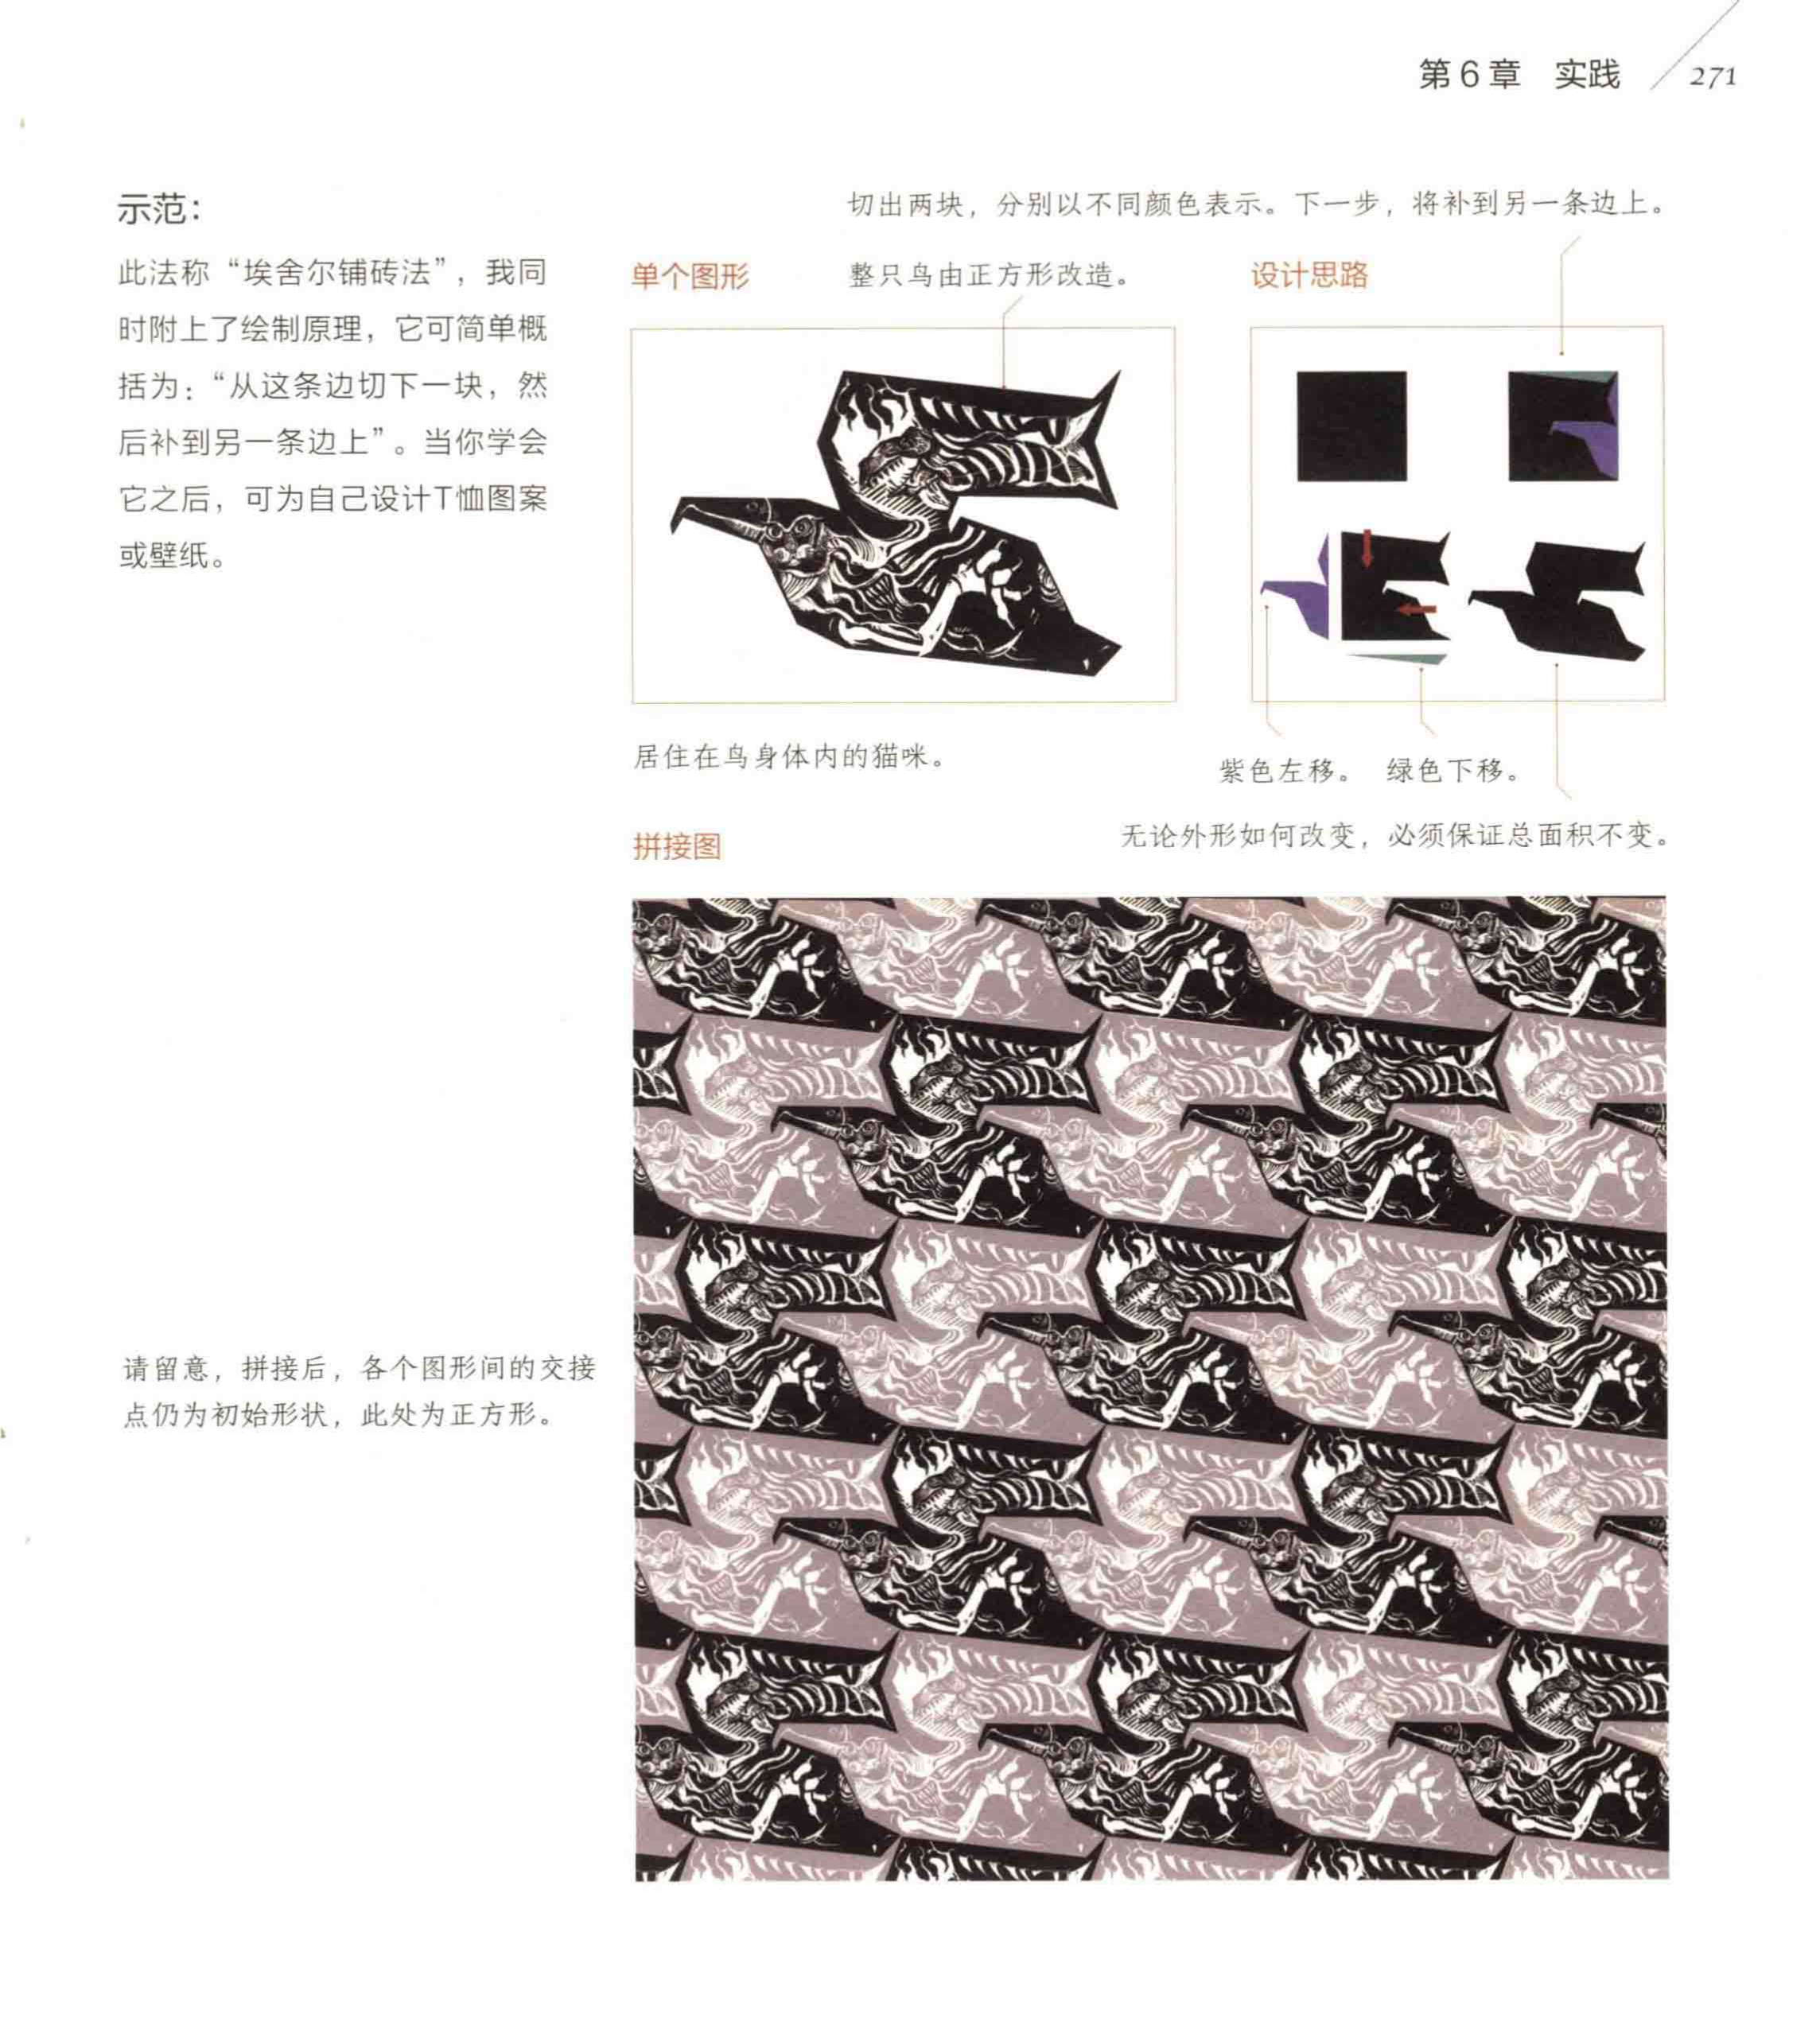 第6章 实践 271
示范：
此法称“埃舍尔铺砖法”，我同
时附上了绘制原理，它可简单概
括为：“从这条边切下一块，然
后补到另一条边上”。当你学会
它之后，可为自己设计T恤图案
或壁纸。
切出两块，分别以不同颜色表示。下一步，将补到另一条边上。
单个图形
整只鸟由正方形改造。
设计思路
居住在鸟身体内的猫咪。
紫色左移。
绿色下移。
无论外形如何改变，必须保证总面积不变。
拼接图
请留意，拼接后，各个图形间的交接
点仍为初始形状，此处为正方形。